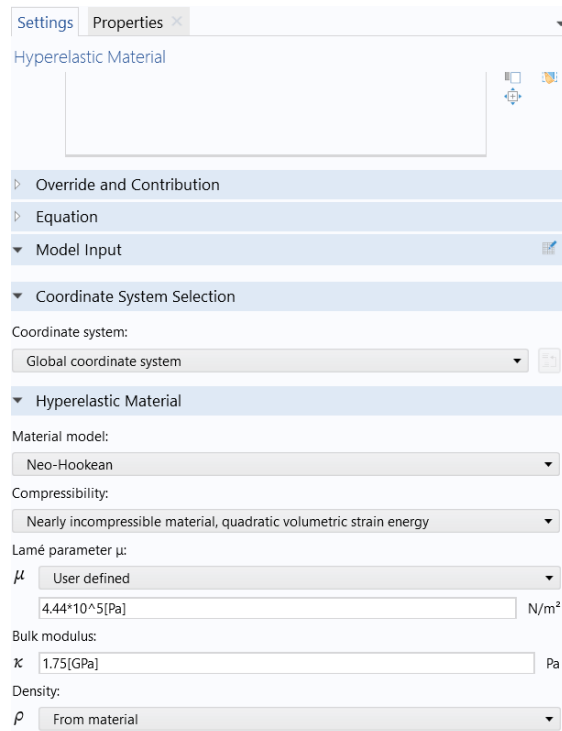 Settings Properties
Hyperelastic Material
Override and Contribution
Equation
Model Input
Coordinate System Selection
Coordinate system:
Global coordinate system
Hyperelastic Material
Material model:
Neo-Hookean
Compressibility:
Nearly incompressible material, quadratic volumetric strain energy
Lamé parameter μ:
μ User defined
4.44*10^5[Pa] N/m²
Bulk modulus:
κ 1.75[GPa] Pa
Density:
ρ From material